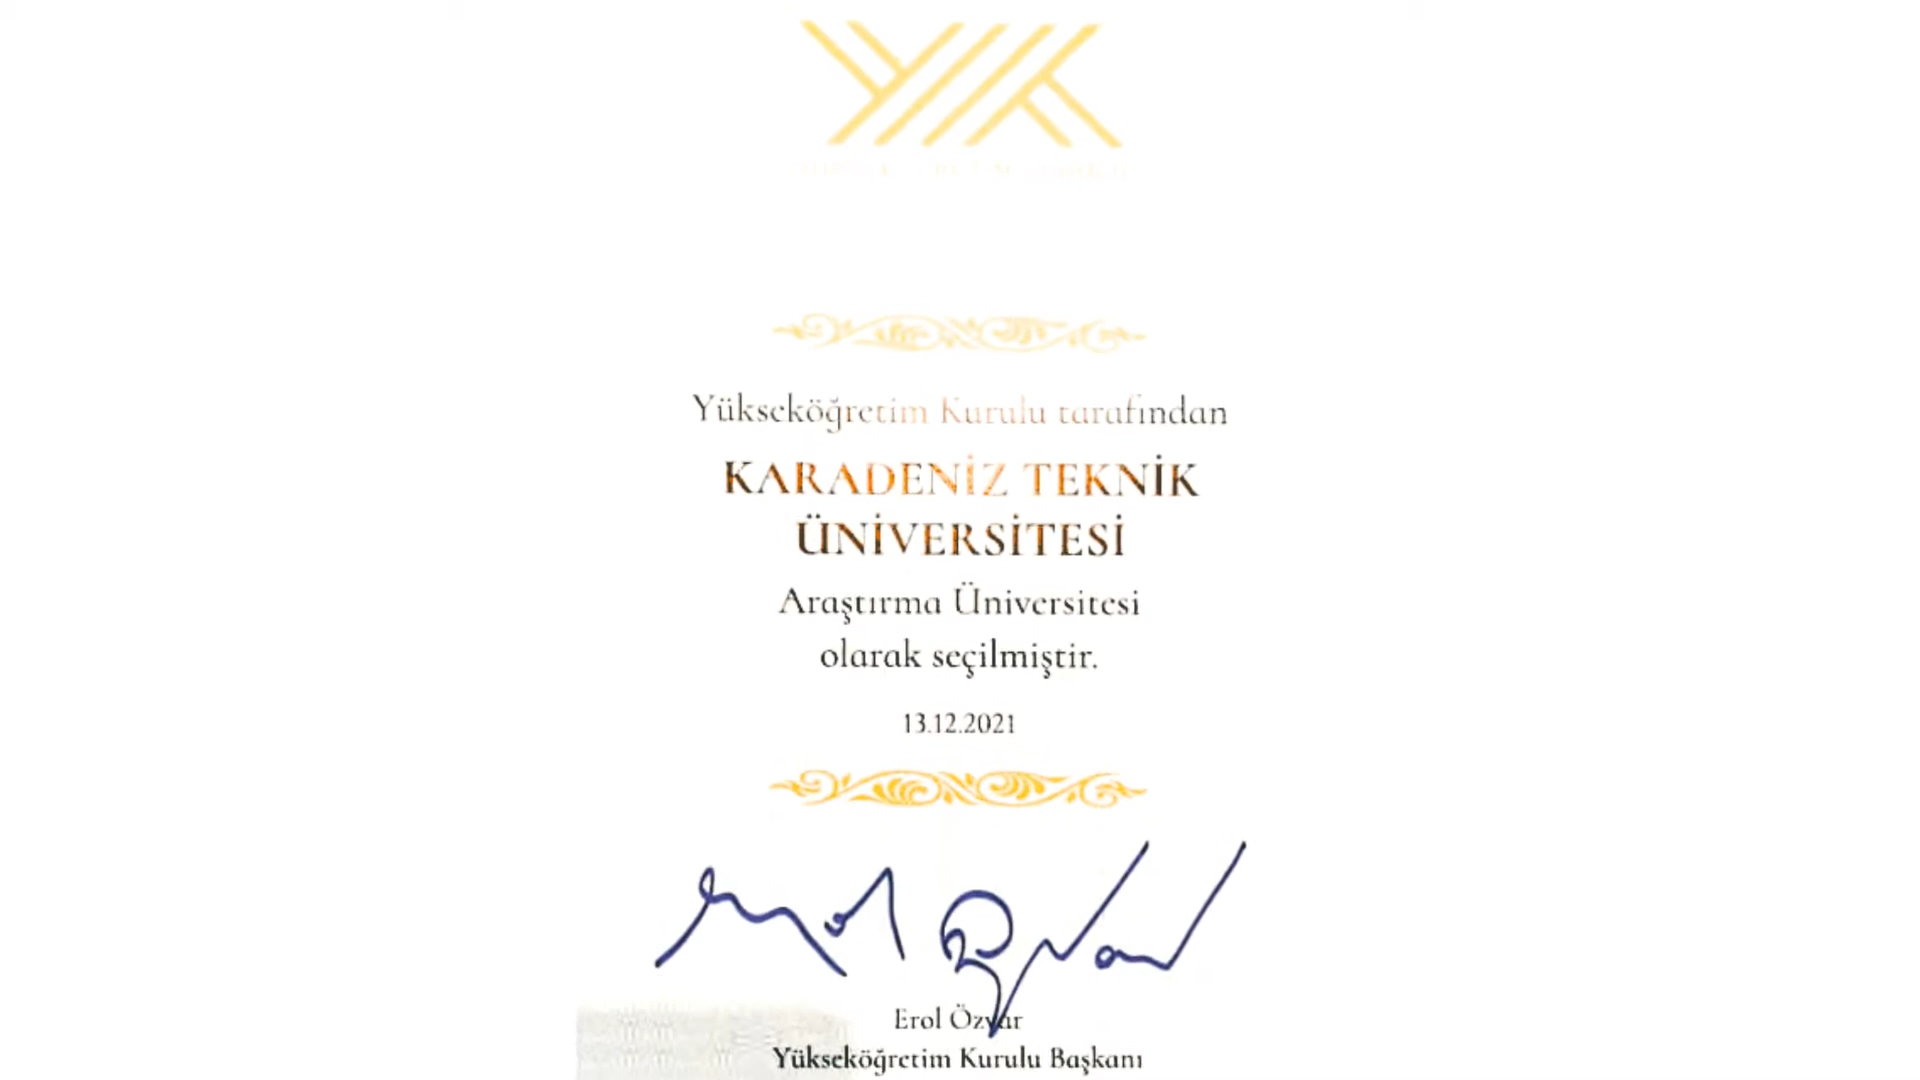 Yükseköğretim Kurulu tarafından
KARADENİZ TEKNİK
ÜNİVERSİTESİ
Araştırma Üniversitesi
olarak seçilmiştir.
13.12.2021
Erol Özvar
Yükseköğretim Kurulu Başkanı